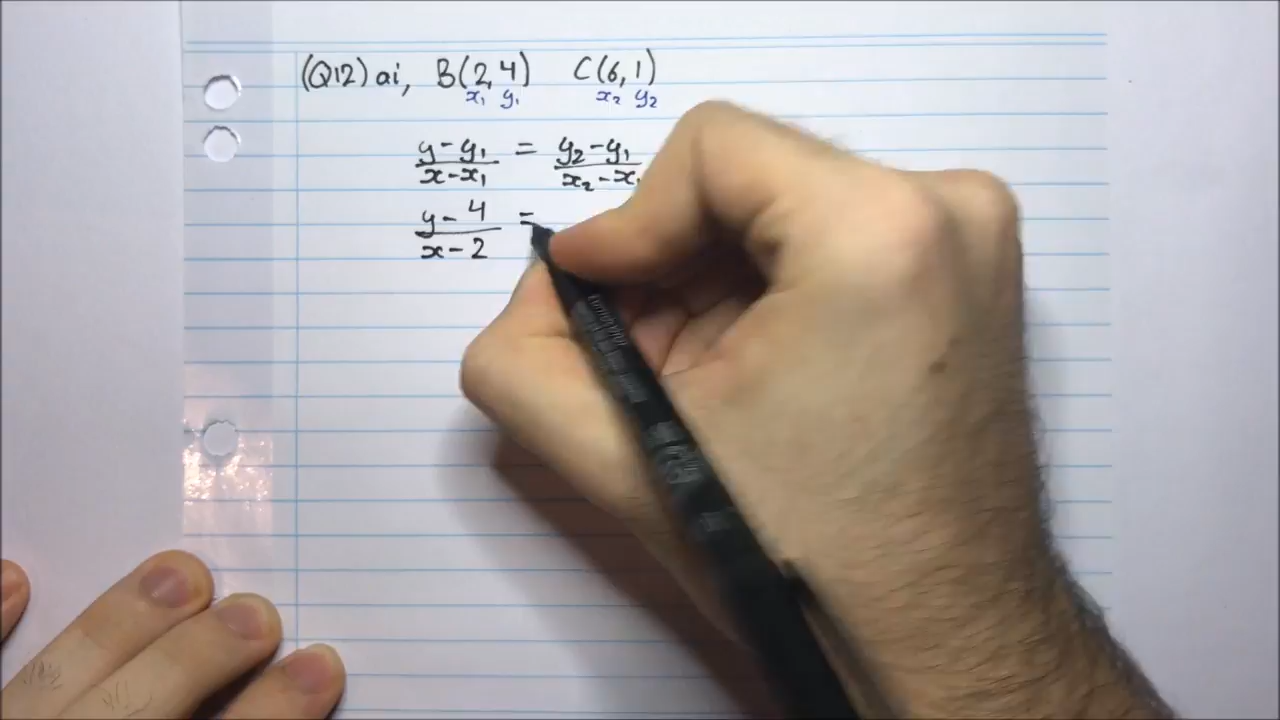 (Q12) ai, B(2,4) C(6,1)
x₁ y₁ x₂ y₂
y-y₁ = y₂-y₁
x-x₁ x₂-x₁
y-4 =
x-2